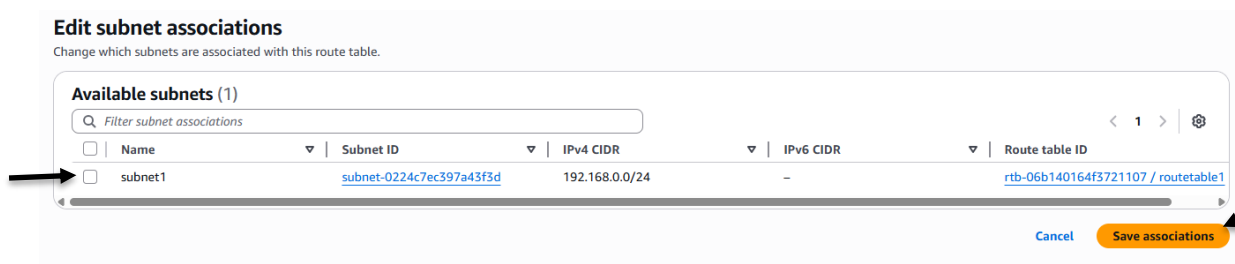 Edit subnet associations
Change which subnets are associated with this route table.
Available subnets (1)
Filter subnet associations
< 1 >
Name Subnet ID IPv4 CIDR IPv6 CIDR Route table ID
subnet1 subnet-0224c7ec397a43f3d 192.168.0.0/24 – rtb-06b140164f3721107 / routetable1
Cancel Save associations